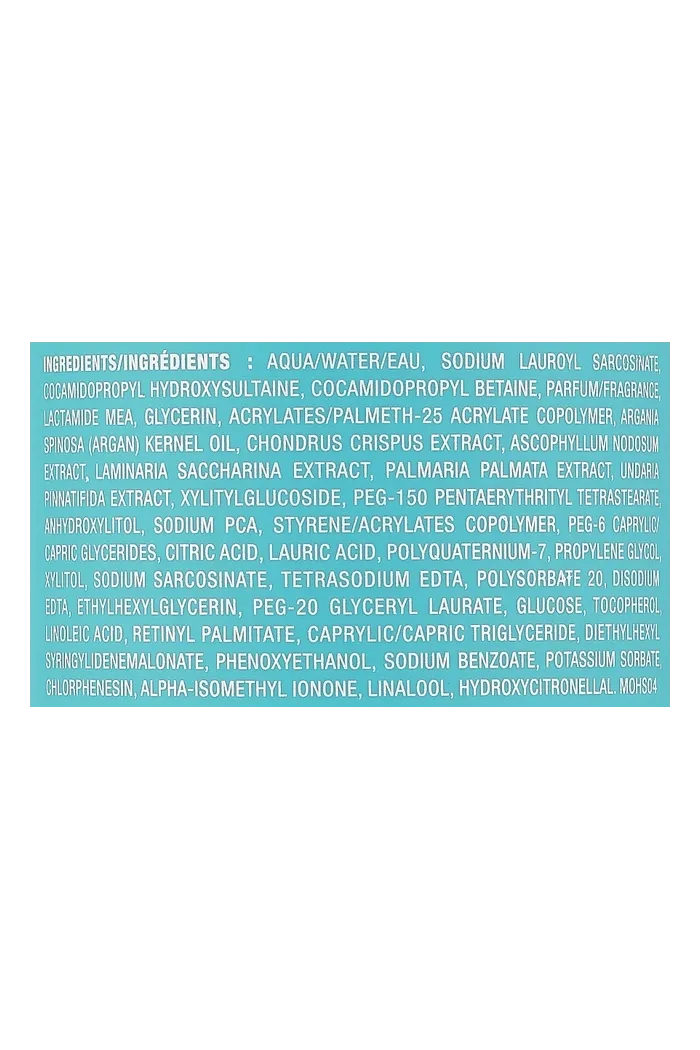 INGREDIENTS/INGRÉDIENTS : AQUA/WATER/EAU, SODIUM LAUROYL SARCOSINATE,
COCAMIDOPROPYL HYDROXYSULTAINE, COCAMIDOPROPYL BETAINE, PARFUM/FRAGRANCE,
LACTAMIDE MEA, GLYCERIN, ACRYLATES/PALMETH-25 ACRYLATE COPOLYMER, ARGANIA
SPINOSA (ARGAN) KERNEL OIL, CHONDRUS CRISPUS EXTRACT, ASCOPHYLLUM NODOSUM
EXTRACT, LAMINARIA SACCHARINA EXTRACT, PALMARIA PALMATA EXTRACT, UNDARIA
PINNATIFIDA EXTRACT, XYLITYLGLUCOSIDE, PEG-150 PENTAERYTHRITYL TETRASTEARATE,
ANHYDROXYLITOL, SODIUM PCA, STYRENE/ACRYLATES COPOLYMER, PEG-6 CAPRYLIC/
CAPRIC GLYCERIDES, CITRIC ACID, LAURIC ACID, POLYQUATERNIUM-7, PROPYLENE GLYCOL,
XYLITOL, SODIUM SARCOSINATE, TETRASODIUM EDTA, POLYSORBATE 20, DISODIUM
EDTA, ETHYLHEXYLGLYCERIN, PEG-20 GLYCERYL LAURATE, GLUCOSE, TOCOPHEROL,
LINOLEIC ACID, RETINYL PALMITATE, CAPRYLIC/CAPRIC TRIGLYCERIDE, DIETHYLHEXYL
SYRINGYLIDENEMALONATE, PHENOXYETHANOL, SODIUM BENZOATE, POTASSIUM SORBATE,
CHLORPHENESIN, ALPHA-ISOMETHYL IONONE, LINALOOL, HYDROXYCITRONELLAL. MOHS04